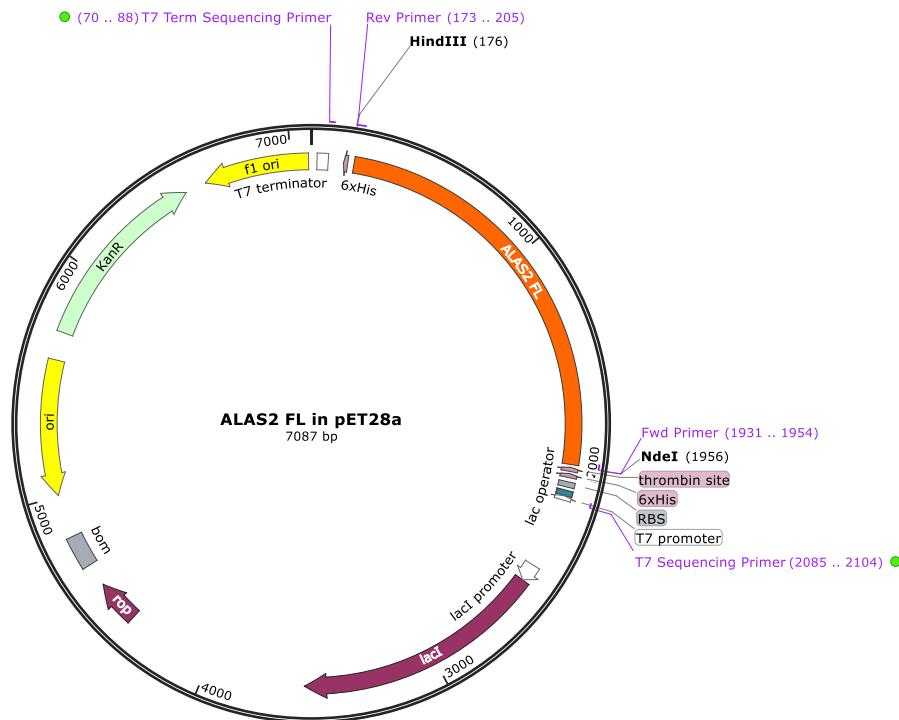 (70 .. 88) T7 Term Sequencing Primer
Rev Primer (173 .. 205)
HindIII (176)
7000
f1 ori
T7 terminator
6xHis
1000
ALAS2 FL
KanR
6000
ori
ALAS2 FL in pET28a
7087 bp
Fwd Primer (1931 .. 1954)
NdeI (1956)
2000
thrombin site
6xHis
RBS
T7 promoter
T7 Sequencing Primer (2085 .. 2104)
lac operator
5000
bom
rop
lacI promoter
lacI
3000
4000